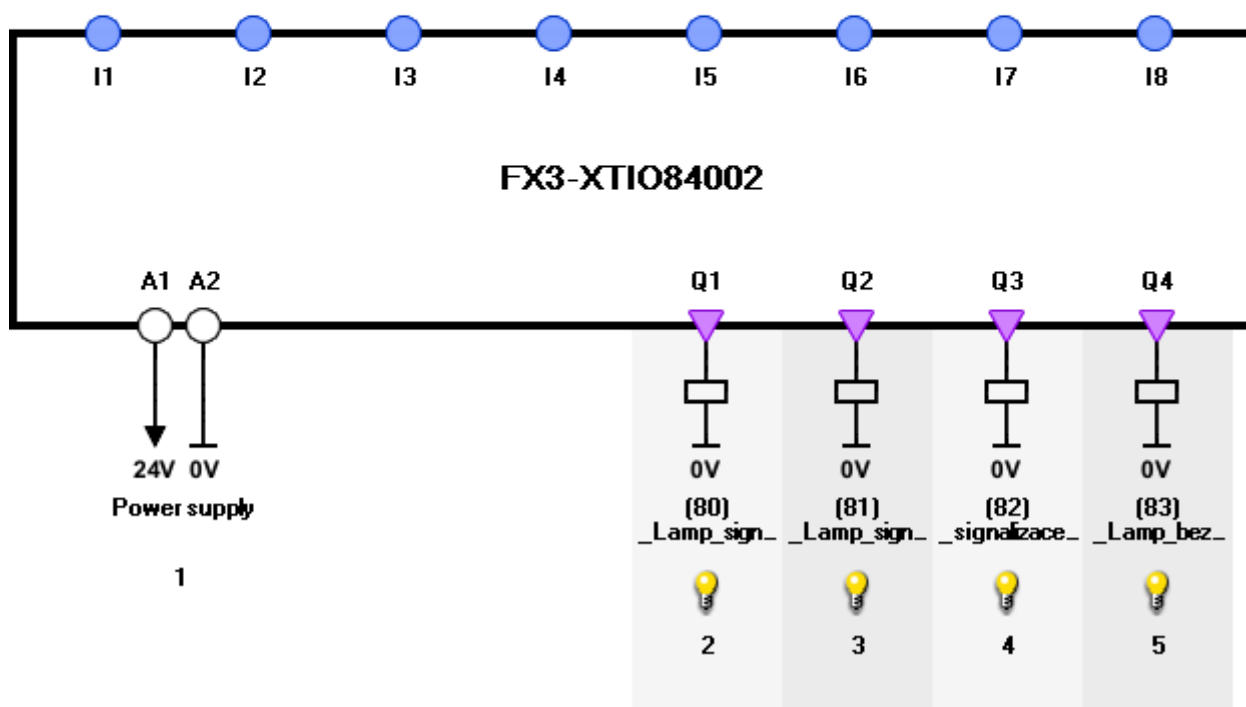 I1 I2 I3 I4 I5 I6 I7 I8
FX3-XTIO84002
A1 A2 Q1 Q2 Q3 Q4
24V 0V 0V 0V 0V 0V
Power supply (80) (81) (82) (83)
_Lamp_sign_ _Lamp_sign_ _signalizace_ _Lamp_bez_
1
2 3 4 5